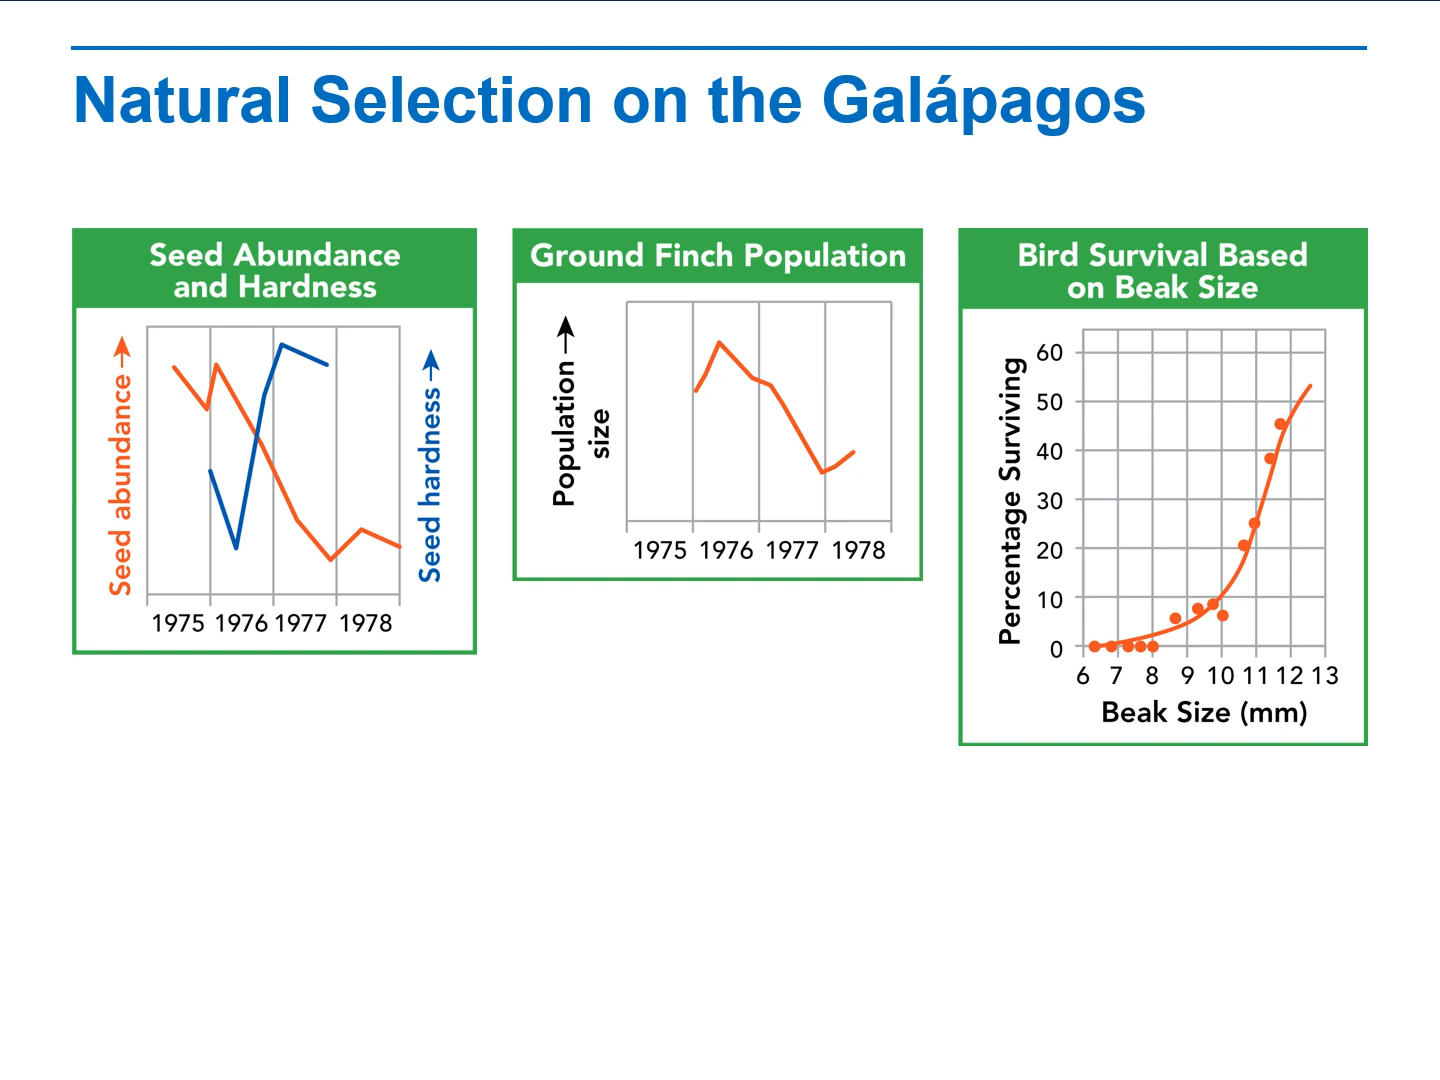 Natural Selection on the Galápagos
Seed Abundance
and Hardness
Seed abundance
Seed hardness
1975 1976 1977 1978
Ground Finch Population
Population
size
1975 1976 1977 1978
Bird Survival Based
on Beak Size
Percentage Surviving
60
50
40
30
20
10
0
6 7 8 9 10 11 12 13
Beak Size (mm)